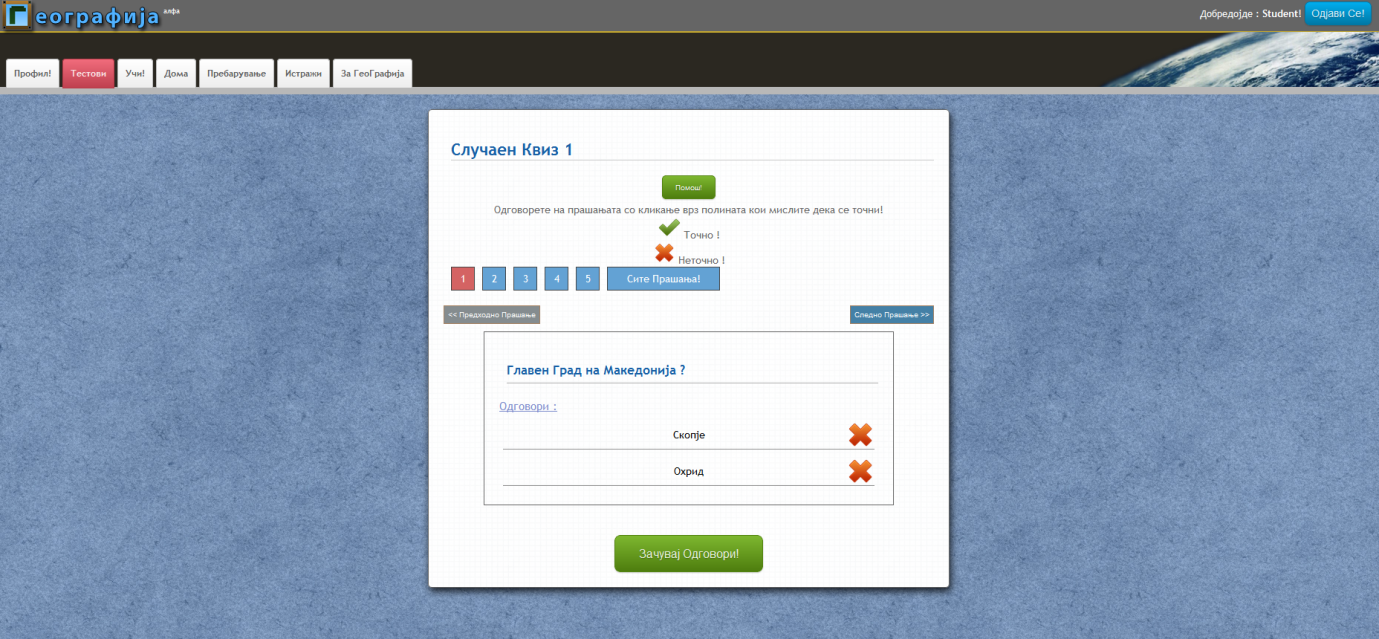 Географија алфа
Добредојде : Student! Одјави Се!
Профил! Тестови Учи! Дома Пребарување Истражи За ГеоГрафија
Случаен Квиз 1
Помош!
Одговорете на прашањата со кликање врз полината кои мислите дека се точни!
Точно !
Неточно !
1 2 3 4 5 Сите Прашања!
<< Предходно Прашање Следно Прашање >>
Главен Град на Македонија ?
Одговори :
Скопје
Охрид
Зачувај Одговори!